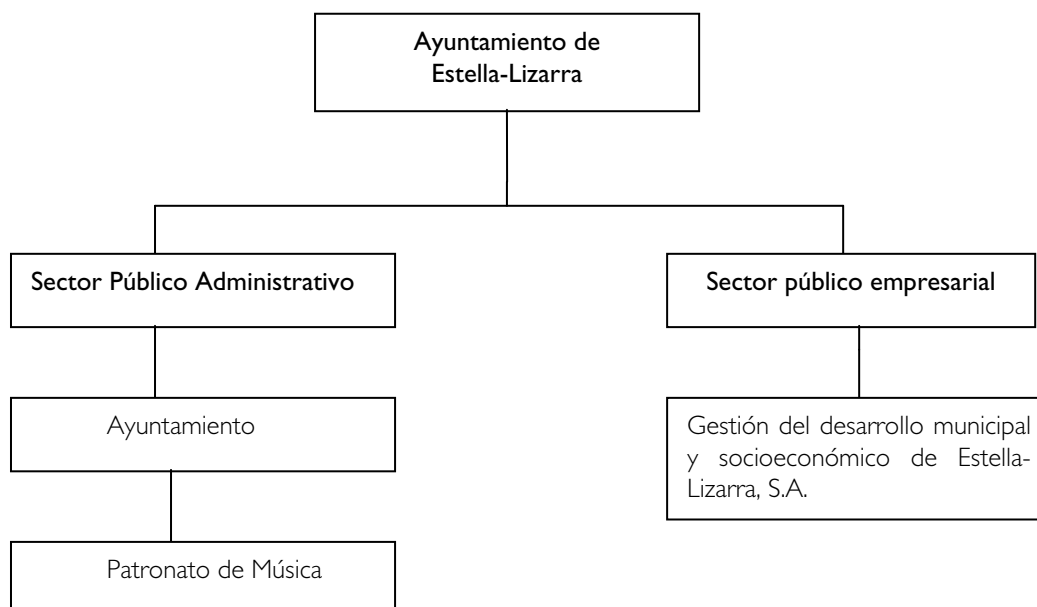 Ayuntamiento de
Estella-Lizarra
Sector Público Administrativo
Sector público empresarial
Ayuntamiento
Gestión del desarrollo municipal
y socioeconómico de Estella-
Lizarra, S.A.
Patronato de Música